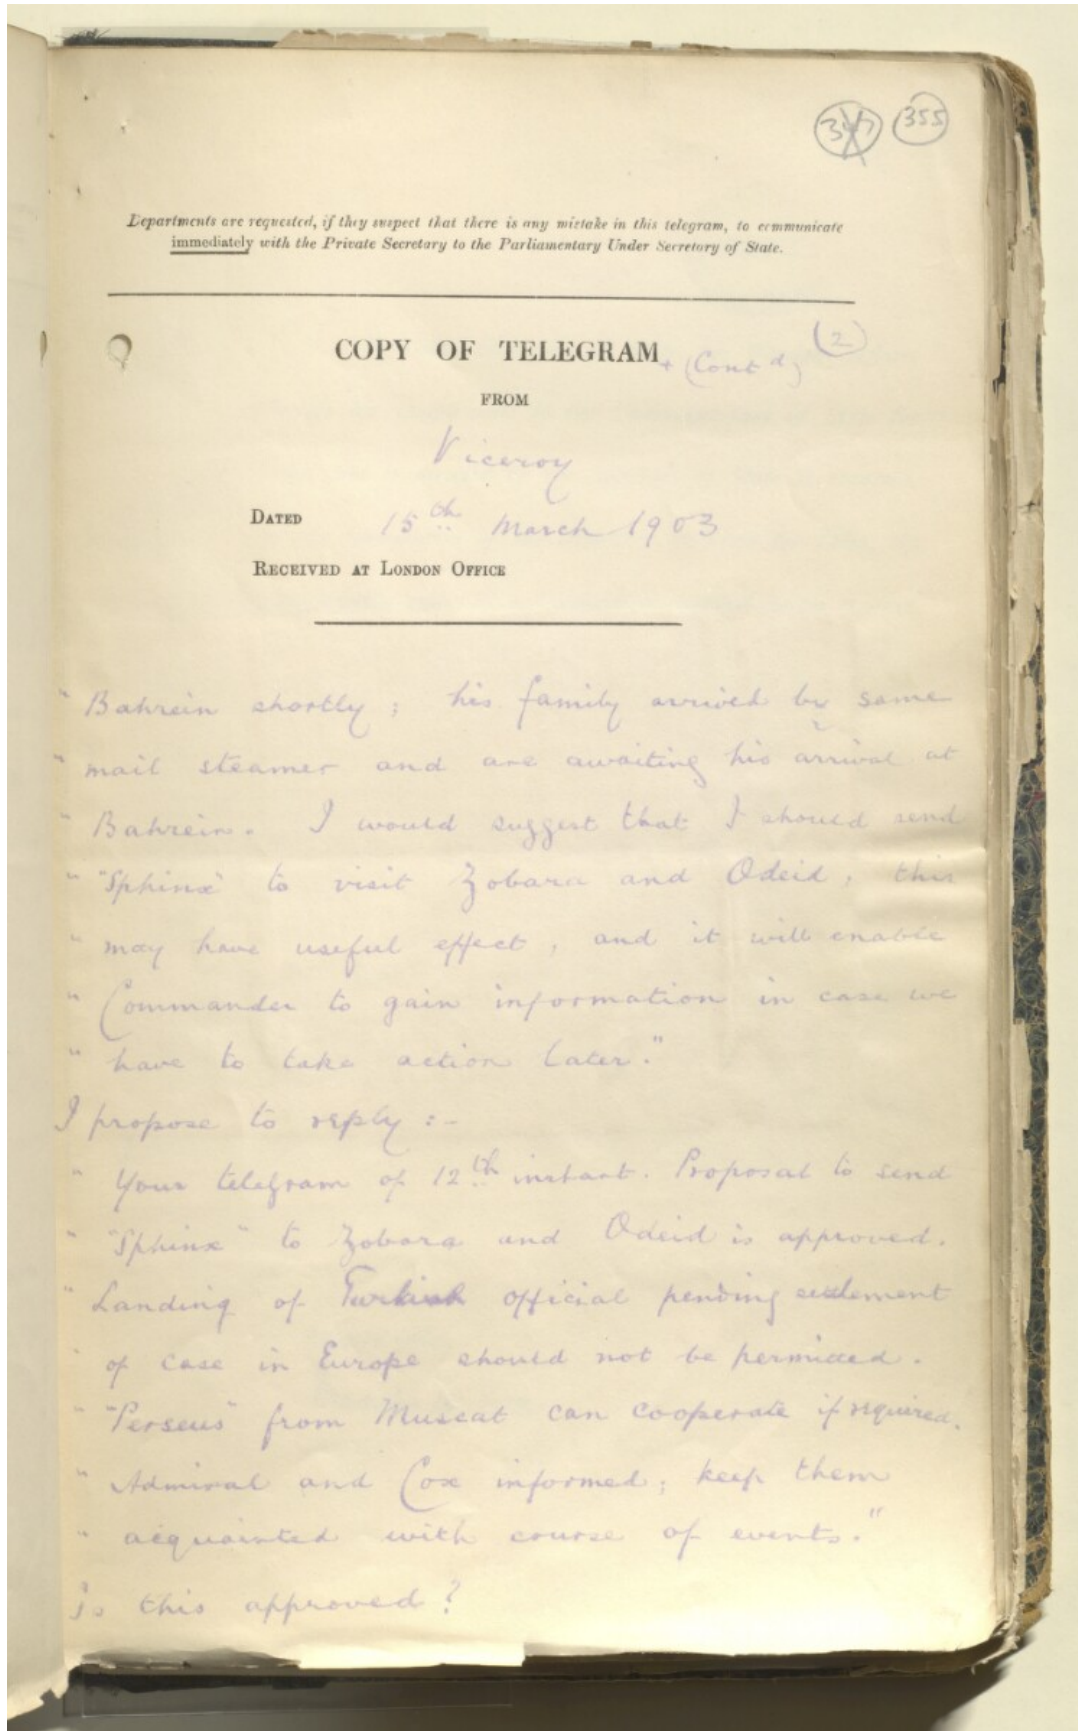 347 355
Departments are requested, if they suspect that there is any mistake in this telegram, to communicate
immediately with the Private Secretary to the Parliamentary Under Secretary of State.
(2)
COPY OF TELEGRAM (Contd)
FROM
Viceroy
DATED 15th March 1903
RECEIVED AT LONDON OFFICE
" Bahrein shortly; his family arrived by same
" mail steamer and are awaiting his arrival at
" Bahrein. I would suggest that I should send
" "Sphinx" to visit Zobara and Odeid, this
" may have useful effect, and it will enable
" Commander to gain information in case we
" have to take action later."
I propose to reply :-
" Your telegram of 12th instant. Proposal to send
" "Sphinx" to Zobara and Odeid is approved.
" Landing of Turkish official pending settlement
" of case in Europe should not be permitted.
" "Perseus" from Muscat can cooperate if required.
" Admiral and Cox informed; keep them
" acquainted with course of events."
Is this approved?